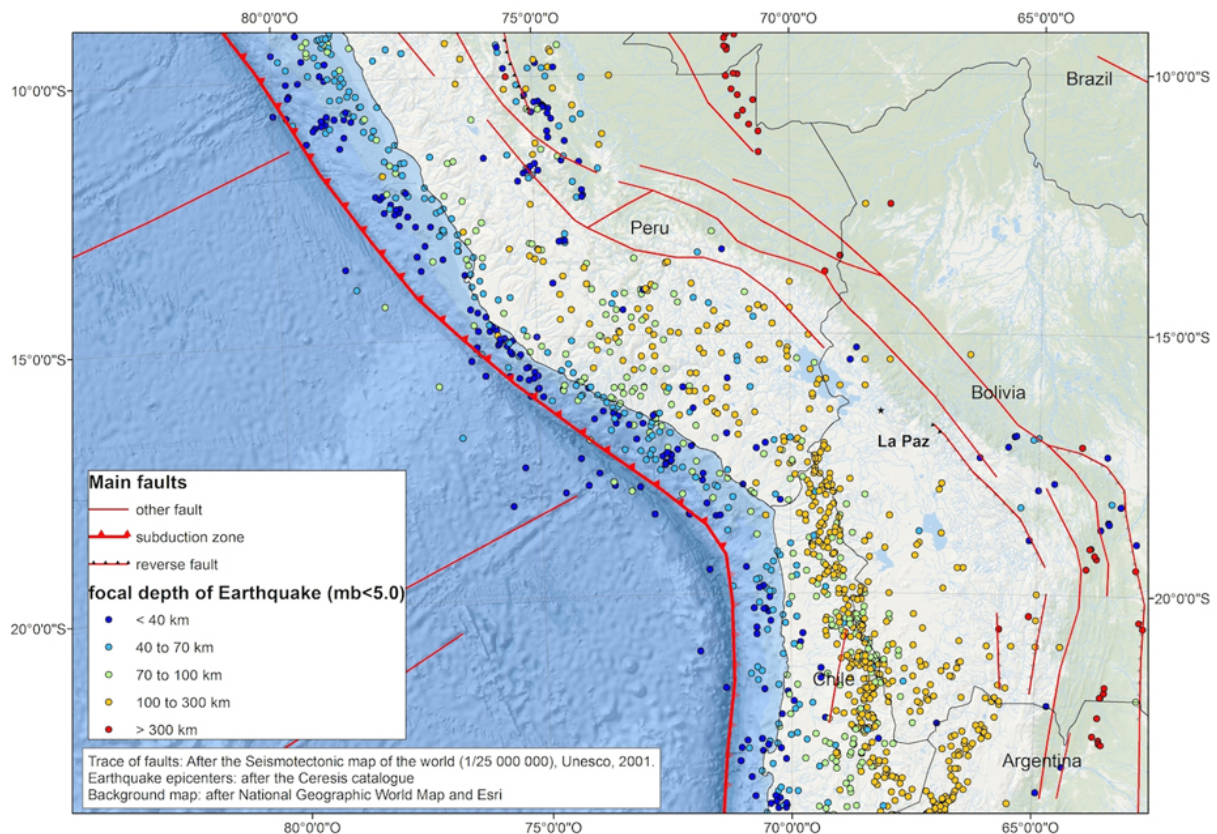 80°0'0"O 75°0'0"O 70°0'0"O 65°0'0"O
10°0'0"S
10°0'0"S
Brazil
Peru
15°0'0"S
15°0'0"S
Bolivia
La Paz
Main faults
other fault
subduction zone
reverse fault
focal depth of Earthquake (mb<5.0)
< 40 km
40 to 70 km
70 to 100 km
100 to 300 km
> 300 km
20°0'0"S
20°0'0"S
Chile
Argentina
Trace of faults: After the Seismotectonic map of the world (1/25 000 000), Unesco, 2001.
Earthquake epicenters: after the Ceresis catalogue
Background map: after National Geographic World Map and Esri
80°0'0"O 75°0'0"O 70°0'0"O 65°0'0"O